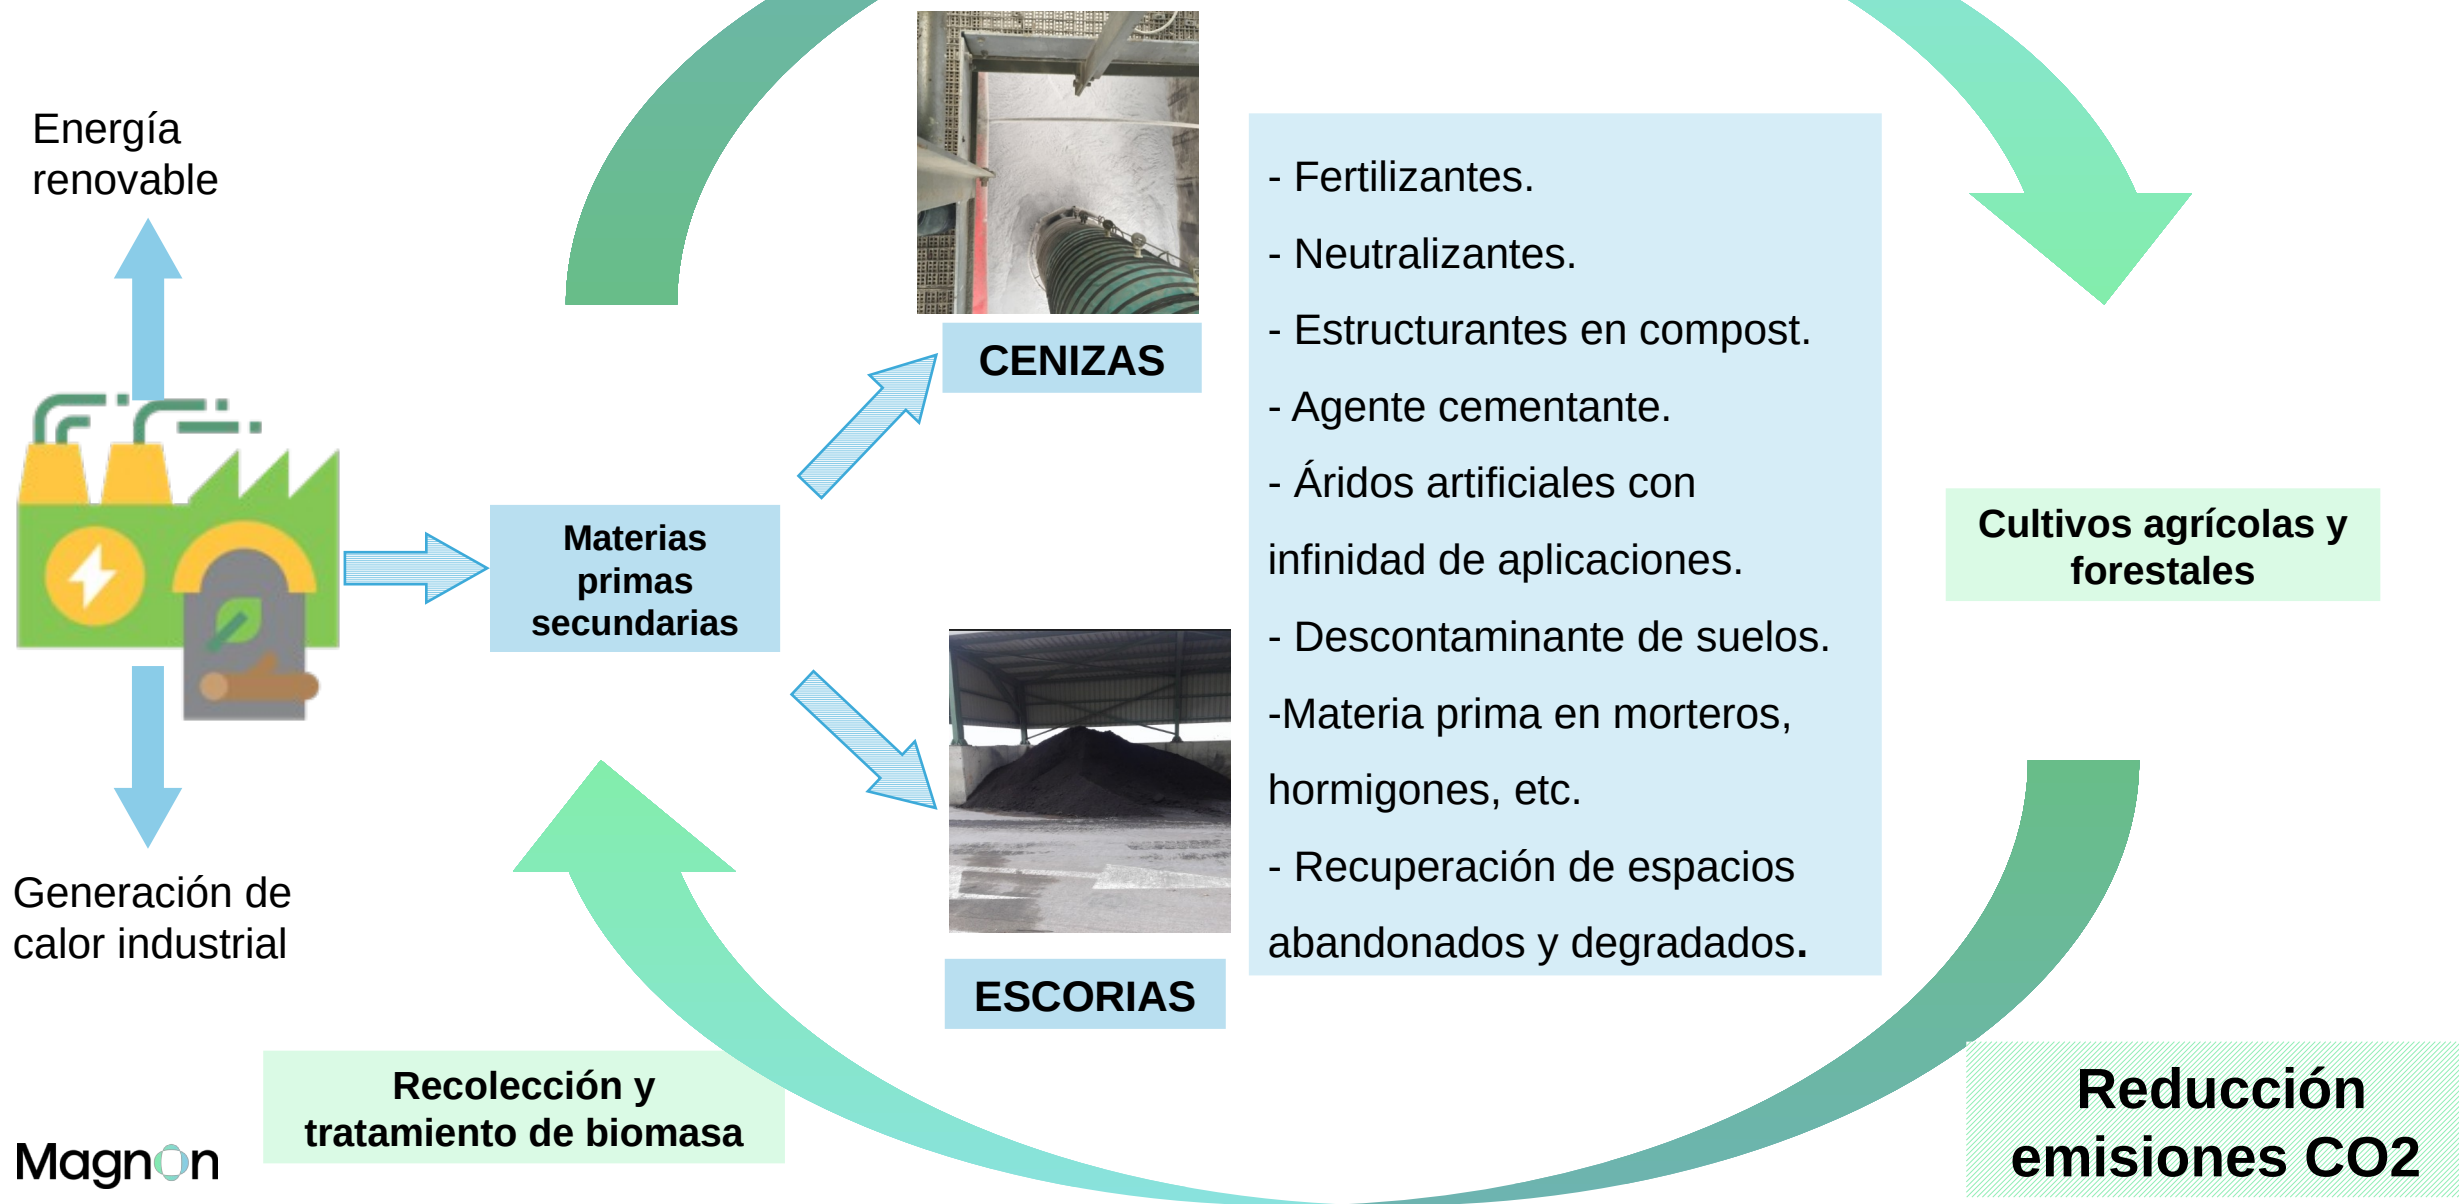 Energía
renovable
Generación de
calor industrial
Materias
primas
secundarias
CENIZAS
ESCORIAS
- Fertilizantes.
- Neutralizantes.
- Estructurantes en compost.
- Agente cementante.
- Áridos artificiales con
infinidad de aplicaciones.
- Descontaminante de suelos.
-Materia prima en morteros,
hormigones, etc.
- Recuperación de espacios
abandonados y degradados.
Cultivos agrícolas y
forestales
Recolección y
tratamiento de biomasa
Reducción
emisiones CO2
Magnon